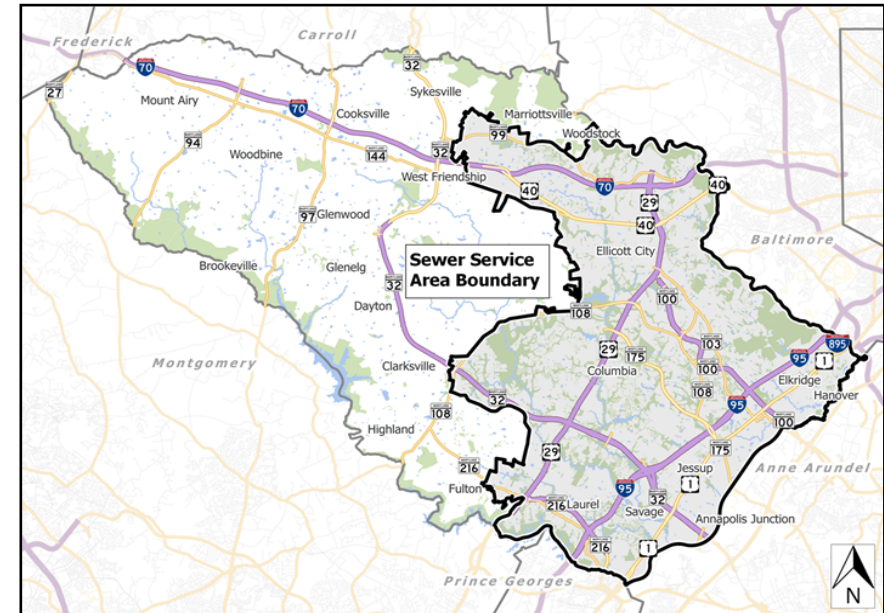 Frederick
Carroll
70
32
27
Mount Airy
Sykesville
70
Cooksville
Marriottsville
94
99
Woodstock
Woodbine
144
32
West Friendship
40
70
40
29
97
Glenwood
40
Ellicott City
Baltimore
Brookeville
Glenelg
Sewer Service
Area Boundary
32
Dayton
100
108
Montgomery
29
175
103
95
895
1
Clarksville
Columbia
100
Elkridge
32
108
95
Hanover
108
100
Highland
29
175
216
Jessup
Anne Arundel
Fulton
95
1
32
216
Laurel
Savage
Annapolis Junction
216
1
Prince Georges
N